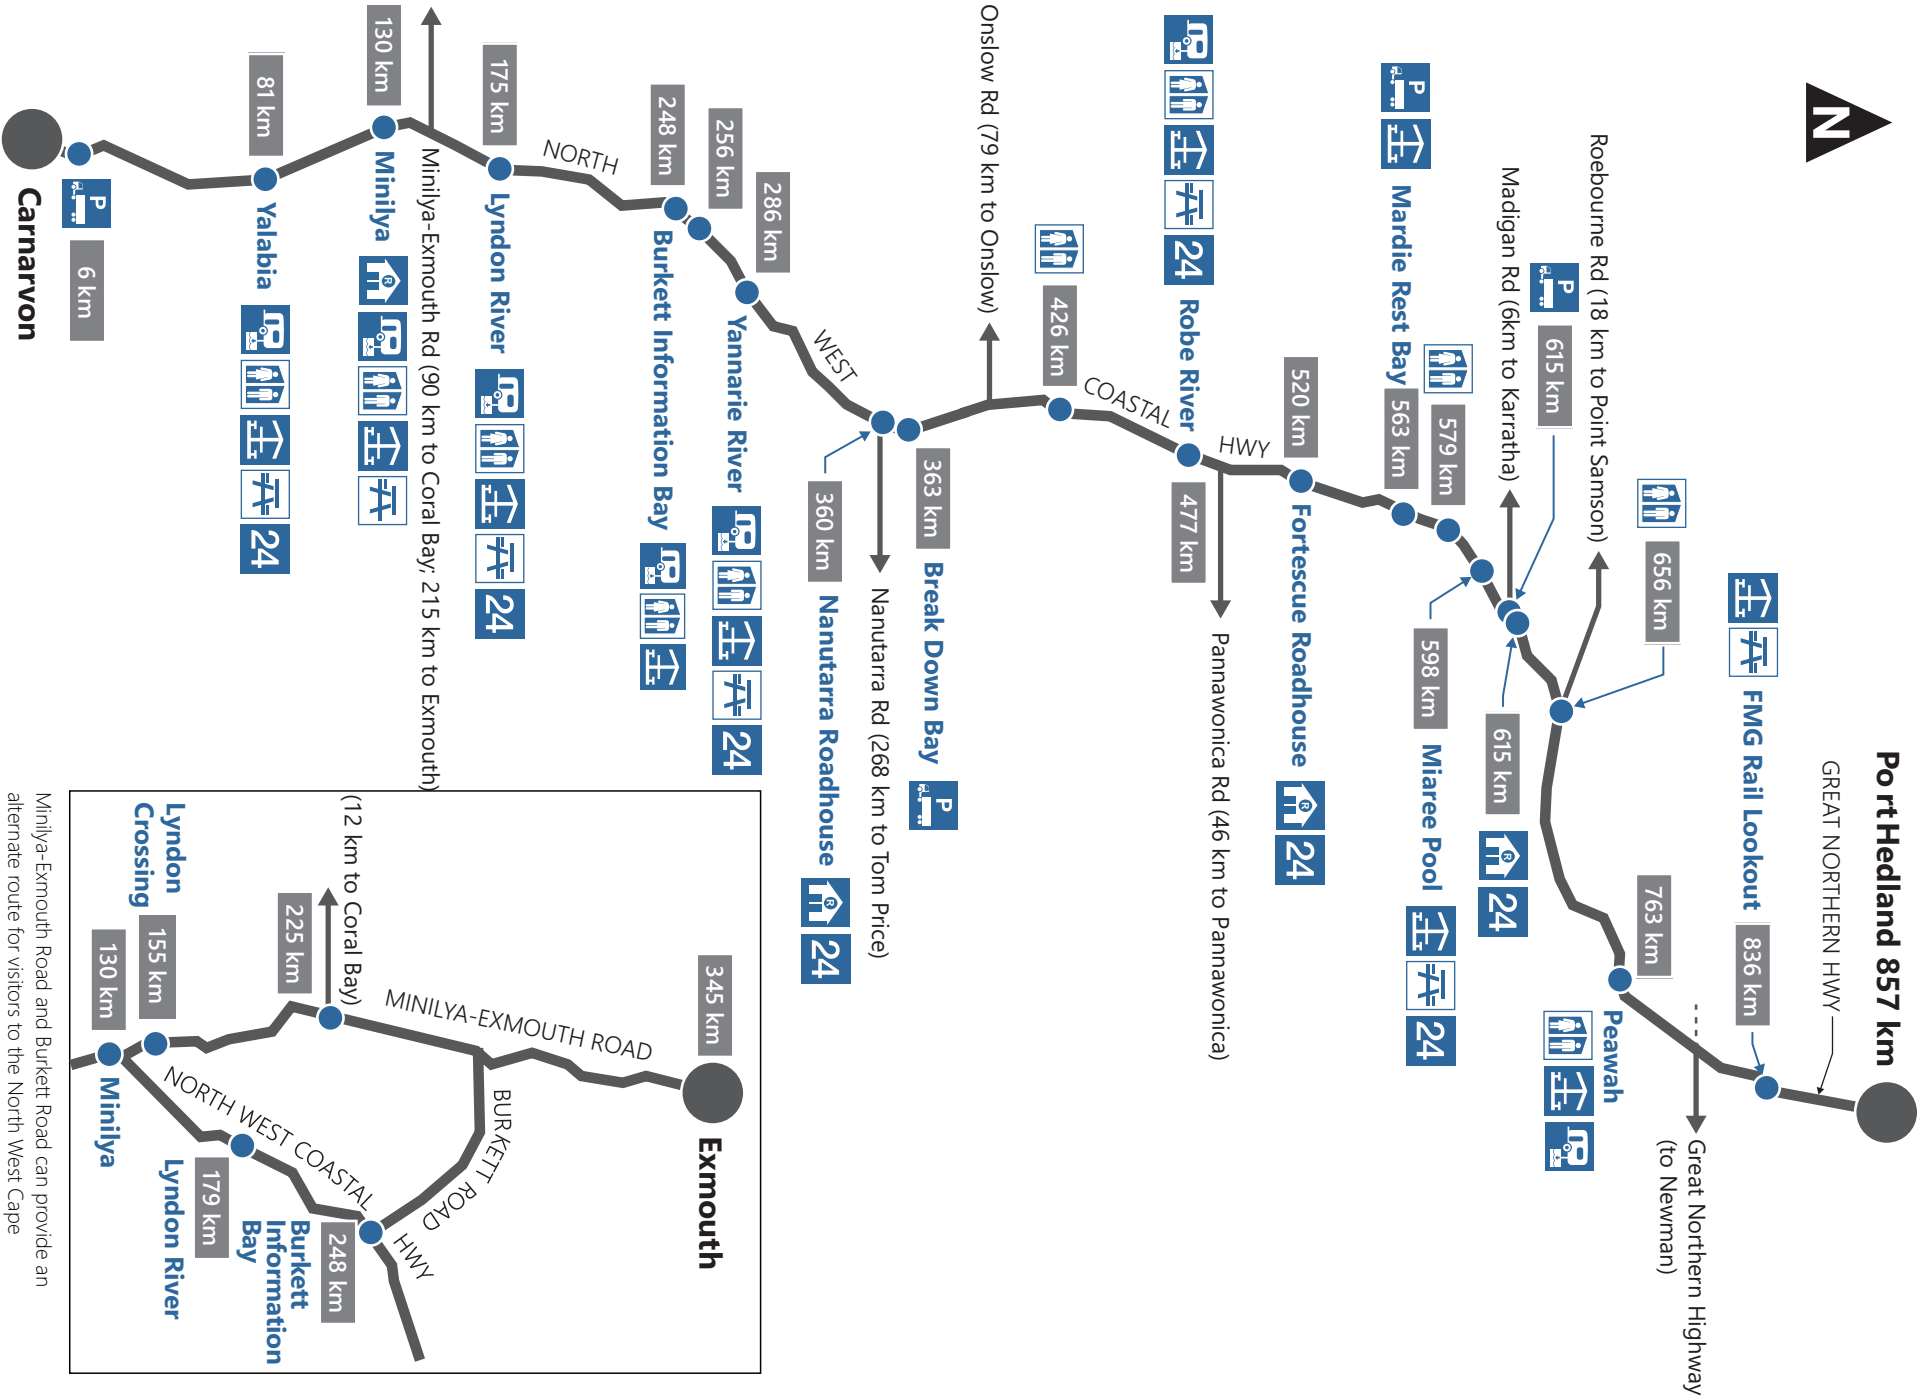 N
Port Hedland 857 km
GREAT NORTHERN HWY
FMG Rail Lookout
836 km
Great Northern Highway
(to Newman)
763 km
Peawah
656 km
Roebourne Rd (18 km to Point Samson)
P
615 km
Madigan Rd (6km to Karratha)
615 km
R
24
598 km
Miaree Pool
24
579 km
P
Mardie Rest Bay
563 km
520 km
Fortescue Roadhouse
R
24
HWY
Pannawonica Rd (46 km to Pannawonica)
24
Robe River
477 km
COASTAL
426 km
Onslow Rd (79 km to Onslow)
363 km
Break Down Bay
P
Nanutarra Rd (268 km to Tom Price)
360 km
Nanutarra Roadhouse
R
24
WEST
286 km
Yannarie River
24
256 km
248 km
Burkett Information Bay
NORTH
175 km
Lyndon River
24
Minilya-Exmouth Rd (90 km to Coral Bay; 215 km to Exmouth)
130 km
Minilya
R
81 km
Yalabia
24
P
6 km
Carnarvon
345 km
Exmouth
MINILYA-EXMOUTH ROAD
BURKETT ROAD
(12 km to Coral Bay)
225 km
HWY
248 km
Burkett
Information
Bay
NORTH WEST COASTAL
179 km
Lyndon River
Lyndon
Crossing
155 km
130 km
Minilya
Minilya-Exmouth Road and Burkett Road can provide an
alternate route for visitors to the North West Cape